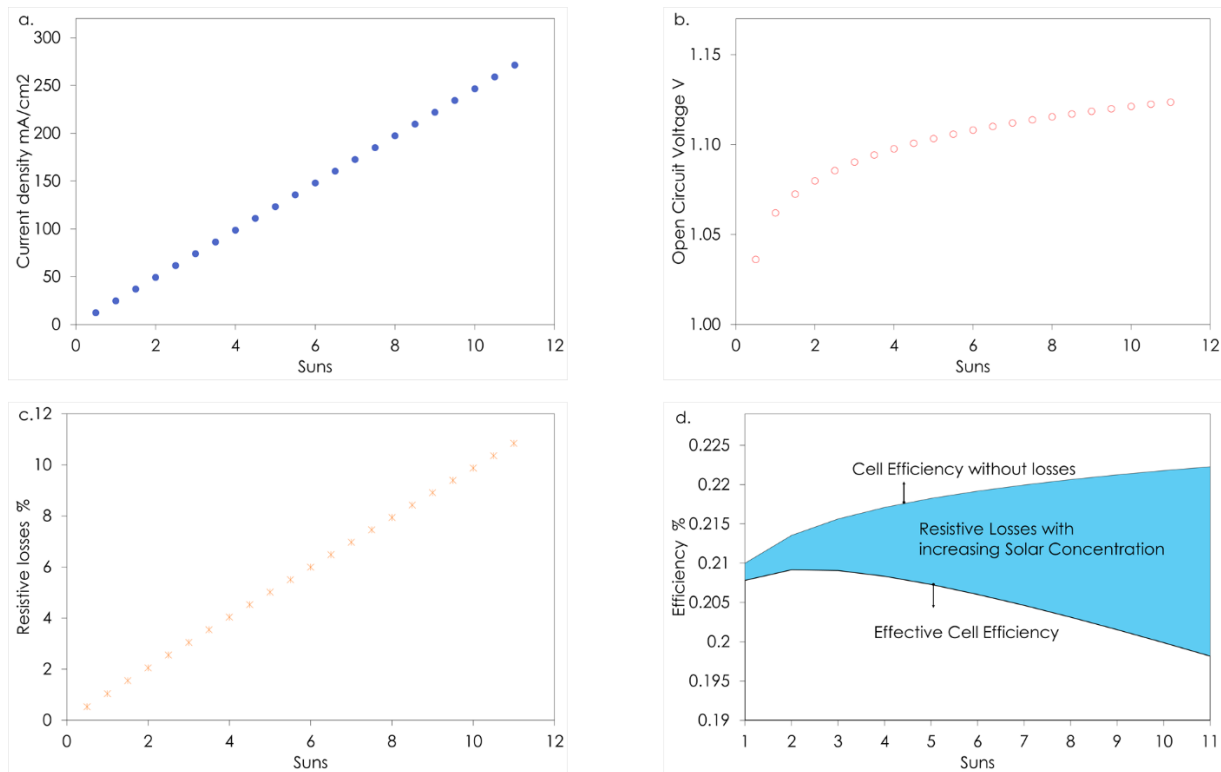 a.
Current density mA/cm2
300
250
200
150
100
50
0
0 2 4 6 8 10 12
Suns
b.
Open Circuit Voltage V
1.15
1.10
1.05
1.00
0 2 4 6 8 10 12
Suns
c.
Resistive losses %
12
10
8
6
4
2
0
0 2 4 6 8 10 12
Suns
d.
Efficiency %
0.225
0.22
0.215
0.21
0.205
0.2
0.195
0.19
Cell Efficiency without losses
Resistive Losses with
increasing Solar Concentration
Effective Cell Efficiency
1 2 3 4 5 6 7 8 9 10 11
Suns